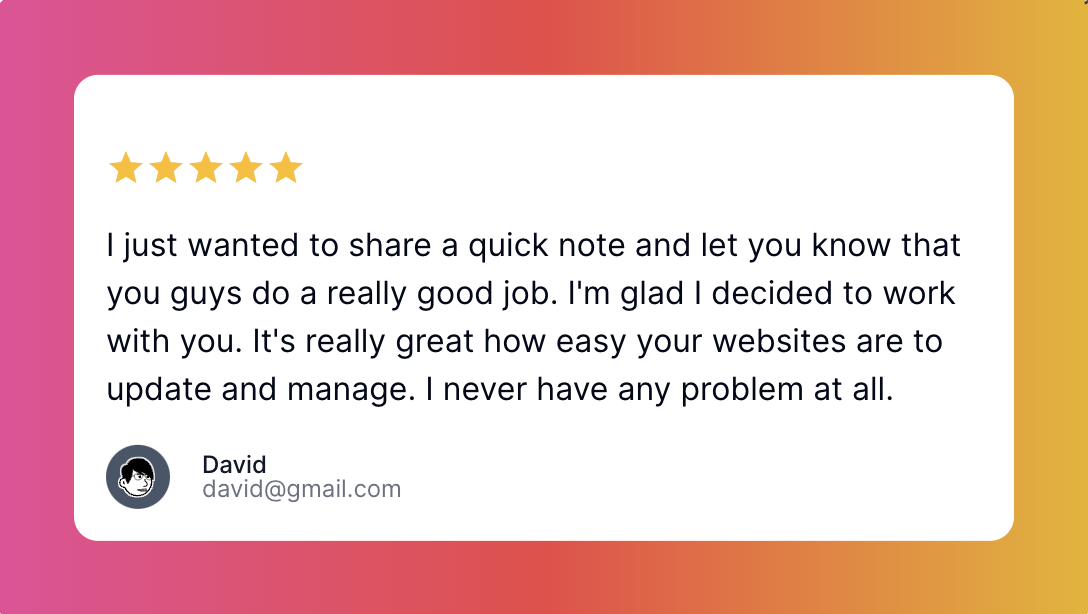 I just wanted to share a quick note and let you know that
you guys do a really good job. I'm glad I decided to work
with you. It's really great how easy your websites are to
update and manage. I never have any problem at all.
David
david@gmail.com